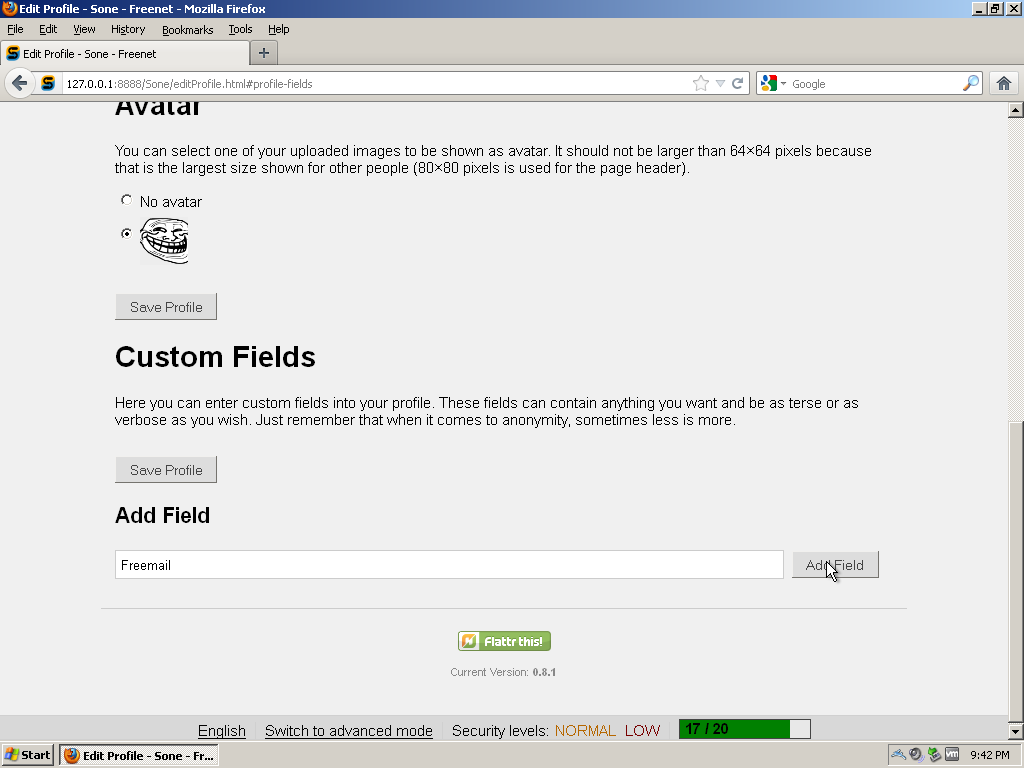 Edit Profile - Sone - Freenet - Mozilla Firefox
File Edit View History Bookmarks Tools Help
Edit Profile - Sone - Freenet
127.0.0.1:8888/Sone/editProfile.html#profile-fields
Google
Avatar
You can select one of your uploaded images to be shown as avatar. It should not be larger than 64×64 pixels because
that is the largest size shown for other people (80×80 pixels is used for the page header).
No avatar
Save Profile
Custom Fields
Here you can enter custom fields into your profile. These fields can contain anything you want and be as terse or as
verbose as you wish. Just remember that when it comes to anonymity, sometimes less is more.
Save Profile
Add Field
Freemail
Add Field
Flattr this!
Current Version: 0.8.1
English Switch to advanced mode Security levels: NORMAL LOW 17 / 20
Start Edit Profile - Sone - Fr... 9:42 PM